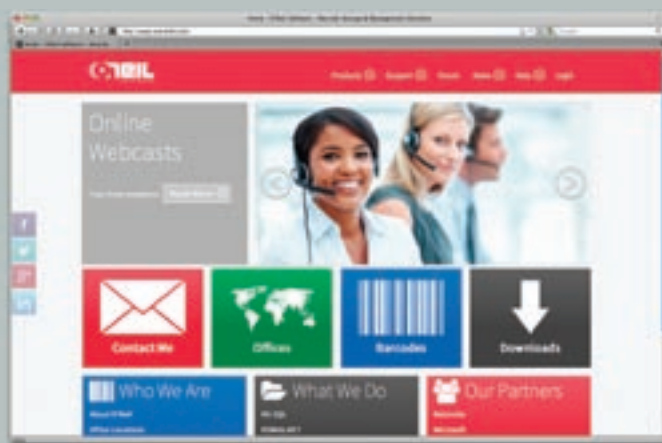 O'NEIL
Products Support Forum News Help Login
Online
Webcasts
Read More
Contact Me
Offices
Barcodes
Downloads
Who We Are
What We Do
Our Partners
About O'Neil
Office Locations
Microsoft